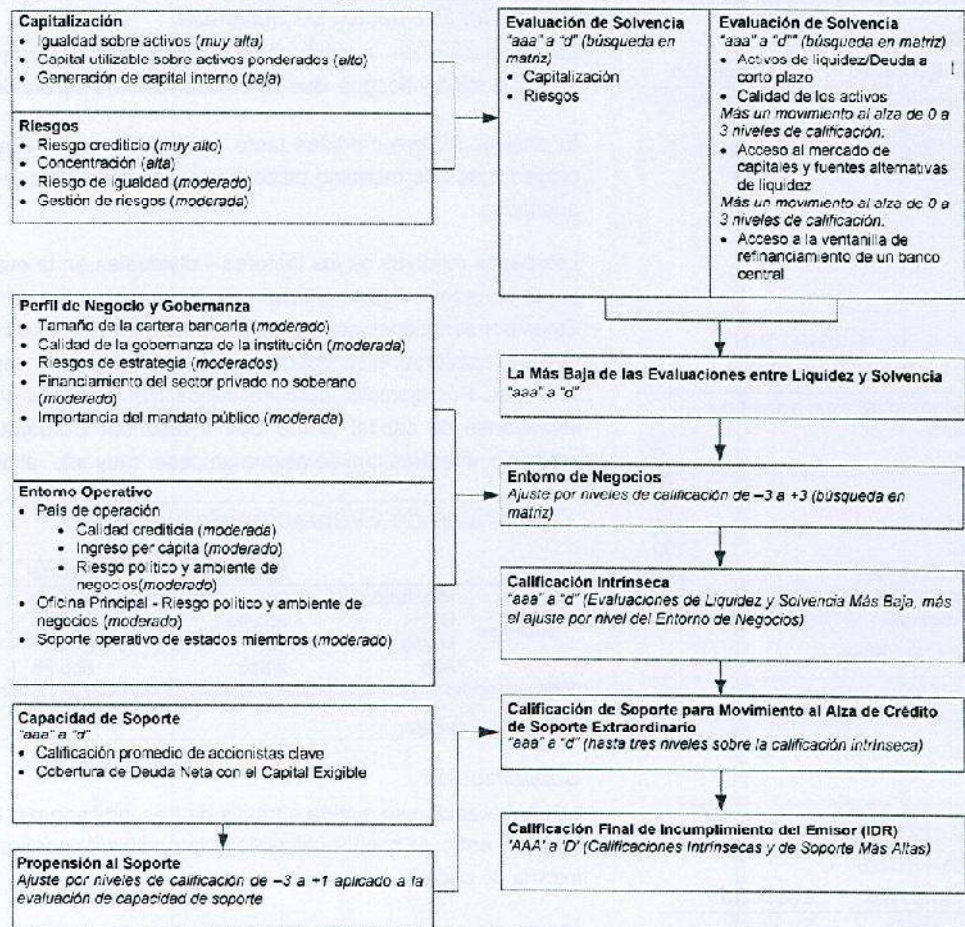 Capitalización
• Igualdad sobre activos (muy alta)
• Capital utilizable sobre activos ponderados (alto)
• Generación de capital interno (baja)
Riesgos
• Riesgo crediticio (muy alto)
• Concentración (alta)
• Riesgo de igualdad (moderado)
• Gestión de riesgos (moderada)
Evaluación de Solvencia
"aaa" a "d" (búsqueda en
matriz)
• Capitalización
• Riesgos
Evaluación de Solvencia
"aaa" a "d"" (búsqueda en matriz)
• Activos de liquidez/Deuda a
corto plazo
• Calidad de los activos
Más un movimiento al alza de 0 a
3 niveles de calificación:
• Acceso al mercado de
capitales y fuentes alternativas
de liquidez
Más un movimiento al alza de 0 a
3 niveles de calificación:
• Acceso a la ventanilla de
refinanciamiento de un banco
central
Perfil de Negocio y Gobernanza
• Tamaño de la cartera bancaria (moderado)
• Calidad de la gobernanza de la institución (moderada)
• Riesgos de estrategia (moderados)
• Financiamiento del sector privado no soberano
(moderado)
• Importancia del mandato público (moderada)
Entorno Operativo
• País de operación
• Calidad crediticia (moderada)
• Ingreso per cápita (moderado)
• Riesgo político y ambiente de
negocios(moderado)
• Oficina Principal - Riesgo político y ambiente de
negocios (moderado)
• Soporte operativo de estados miembros (moderado)
La Más Baja de las Evaluaciones entre Liquidez y Solvencia
"aaa" a "d"
Entorno de Negocios
Ajuste por niveles de calificación de –3 a +3 (búsqueda en
matriz)
Calificación Intrínseca
"aaa" a "d" (Evaluaciones de Liquidez y Solvencia Más Baja, más
el ajuste por nivel del Entorno de Negocios)
Capacidad de Soporte
"aaa" a "d"
• Calificación promedio de accionistas clave
• Cobertura de Deuda Neta con el Capital Exigible
Calificación de Soporte para Movimiento al Alza de Crédito
de Soporte Extraordinario
"aaa" a "d" (hasta tres niveles sobre la calificación intrínseca)
Propensión al Soporte
Ajuste por niveles de calificación de –3 a +1 aplicado a la
evaluación de capacidad de soporte
Calificación Final de Incumplimiento del Emisor (IDR)
'AAA' a 'D' (Calificaciones Intrínsecas y de Soporte Más Altas)